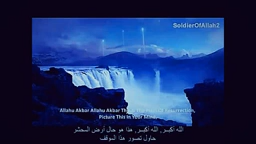 SoldierOfAllah2
Allahu Akbar Allahu Akbar
Picture This In Your Minds
الله أكبر الله أكبر هذا هو حال أرض المحشر
حاول تصور هذا الموقف